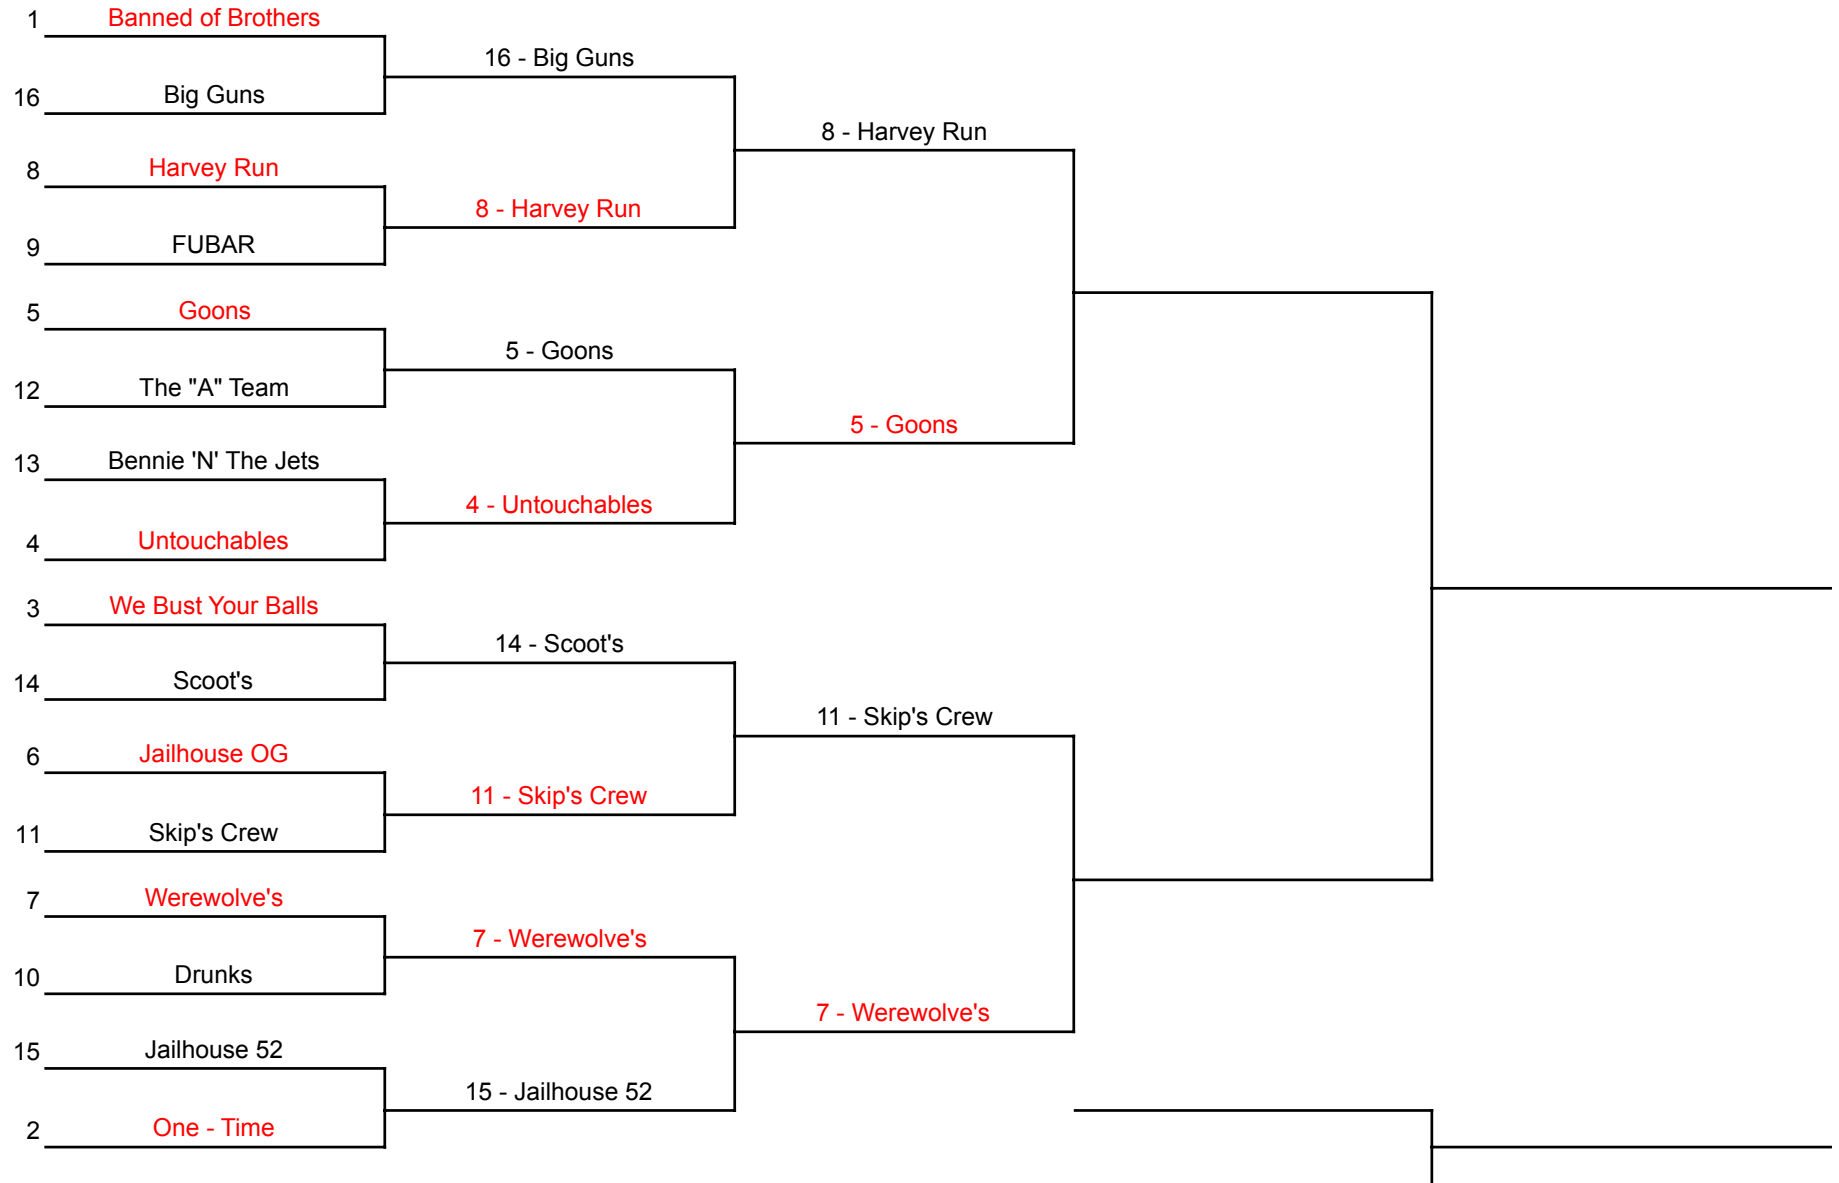 1 Banned of Brothers
16 - Big Guns
16 Big Guns
8 - Harvey Run
8 Harvey Run
8 - Harvey Run
9 FUBAR
5 Goons
5 - Goons
12 The "A" Team
5 - Goons
13 Bennie 'N' The Jets
4 - Untouchables
4 Untouchables
3 We Bust Your Balls
14 - Scoot's
14 Scoot's
11 - Skip's Crew
6 Jailhouse OG
11 - Skip's Crew
11 Skip's Crew
7 Werewolve's
7 - Werewolve's
10 Drunks
7 - Werewolve's
15 Jailhouse 52
15 - Jailhouse 52
2 One - Time